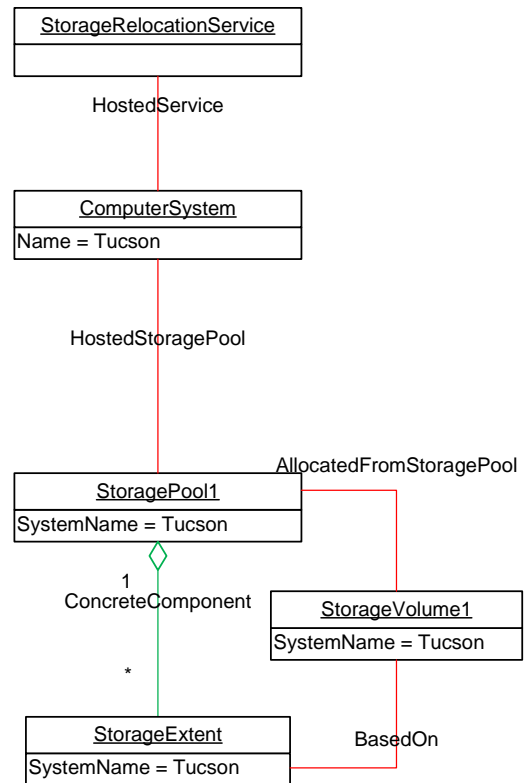 StorageRelocationService
HostedService
ComputerSystem
Name = Tucson
HostedStoragePool
AllocatedFromStoragePool
StoragePool1
SystemName = Tucson
1
ConcreteComponent
StorageVolume1
SystemName = Tucson
*
StorageExtent
BasedOn
SystemName = Tucson